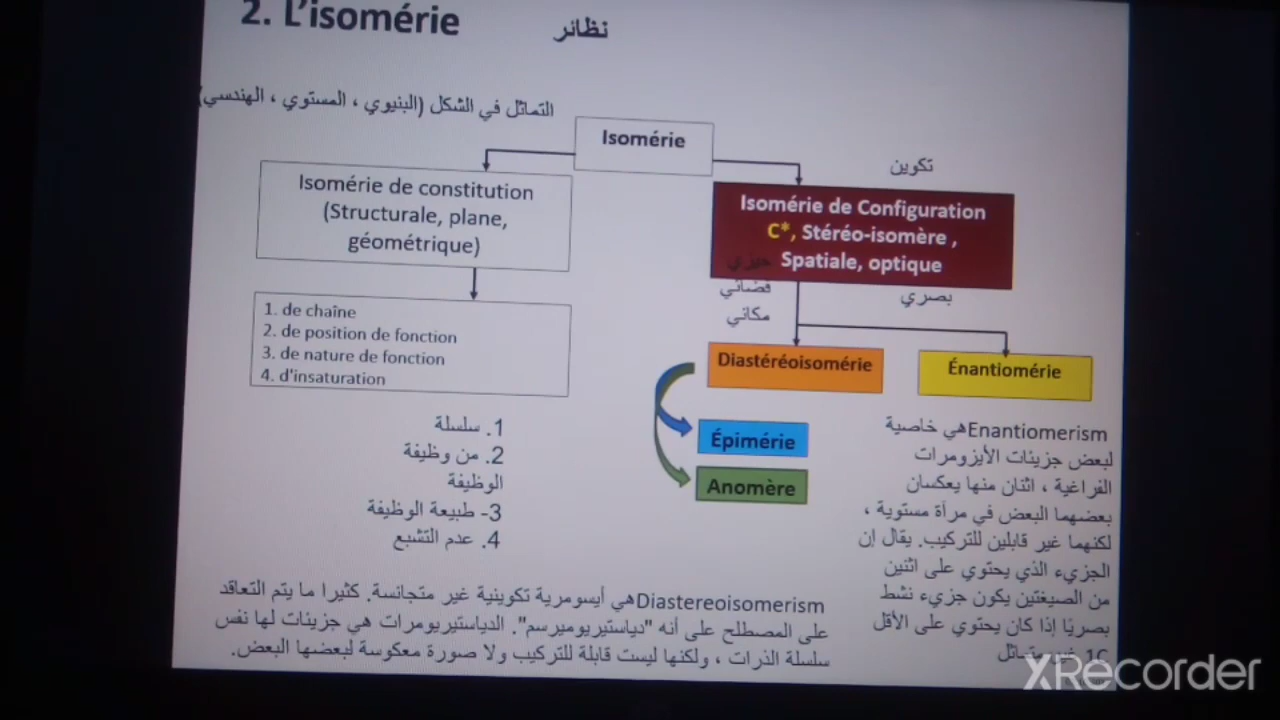 2. L'isomérie
نظائر
التماثل في الشكل (البنيوي ، المستوي ، الهندسي)
Isomérie
تكوين
Isomérie de constitution
(Structurale, plane,
géométrique)
Isomérie de Configuration
C*, Stéréo-isomère ,
Spatiale, optique
حيزي
فضائي
مكاني
بصري
1. de chaîne
2. de position de fonction
3. de nature de fonction
4. d'insaturation
Diastéréoisomérie
Énantiomérie
Épimérie
Anomère
1. سلسلة
2. من وظيفة
الوظيفة
3- طبيعة الوظيفة
4. عدم التشبع
Enantiomerismهي خاصية
لبعض جزيئات الأيزومرات
الفراغية ، اثنان منها يعكسان
بعضهما البعض في مرآة مستوية ،
لكنهما غير قابلين للتركيب. يقال إن
الجزيء الذي يحتوي على اثنين
من الصيغتين يكون جزيء نشط
بصريًا إذا كان يحتوي على الأقل
1C
Diastereoisomerismهي أيسومرية تكوينية غير متجانسة. كثيرا ما يتم التعاقد
على المصطلح على أنه "دياستيريوميرسم". الدياستيريومرات هي جزيئات لها نفس
سلسلة الذرات ، ولكنها ليست قابلة للتركيب ولا صورة معكوسة لبعضها البعض.
XRecorder